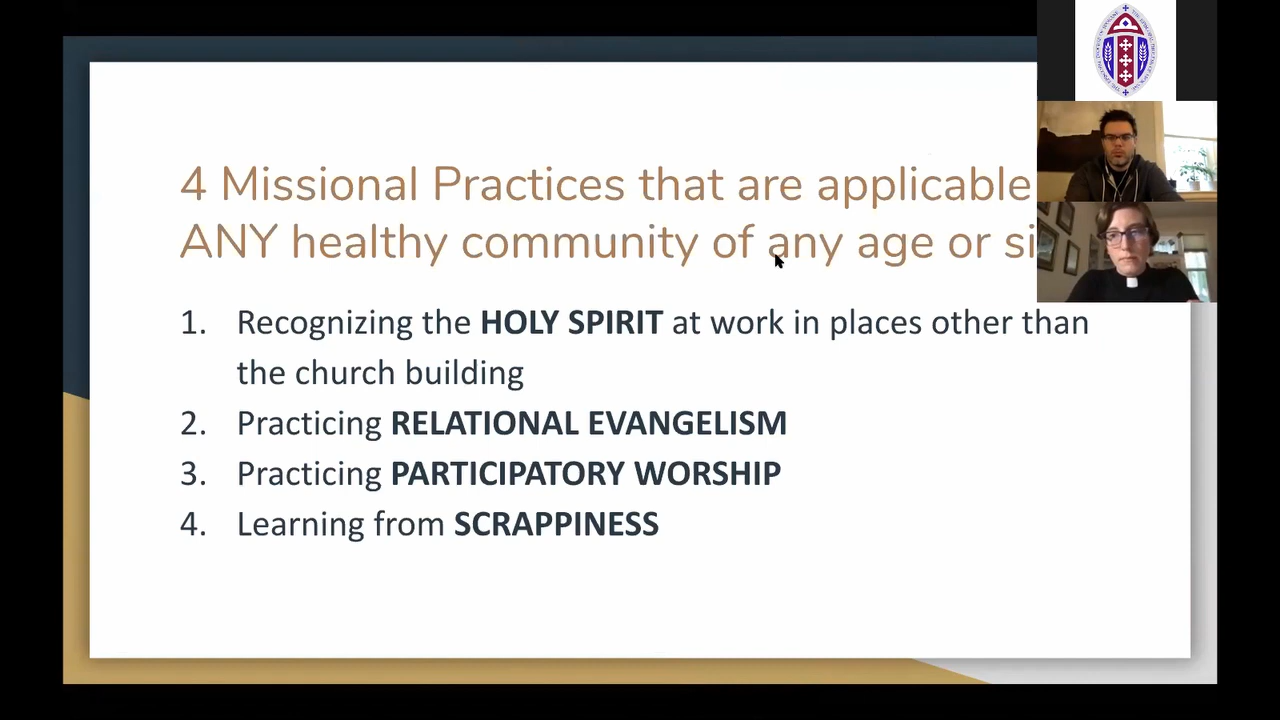 4 Missional Practices that are applicable
ANY healthy community of any age or
1. Recognizing the HOLY SPIRIT at work in places other than
the church building
2. Practicing RELATIONAL EVANGELISM
3. Practicing PARTICIPATORY WORSHIP
4. Learning from SCRAPPINESS